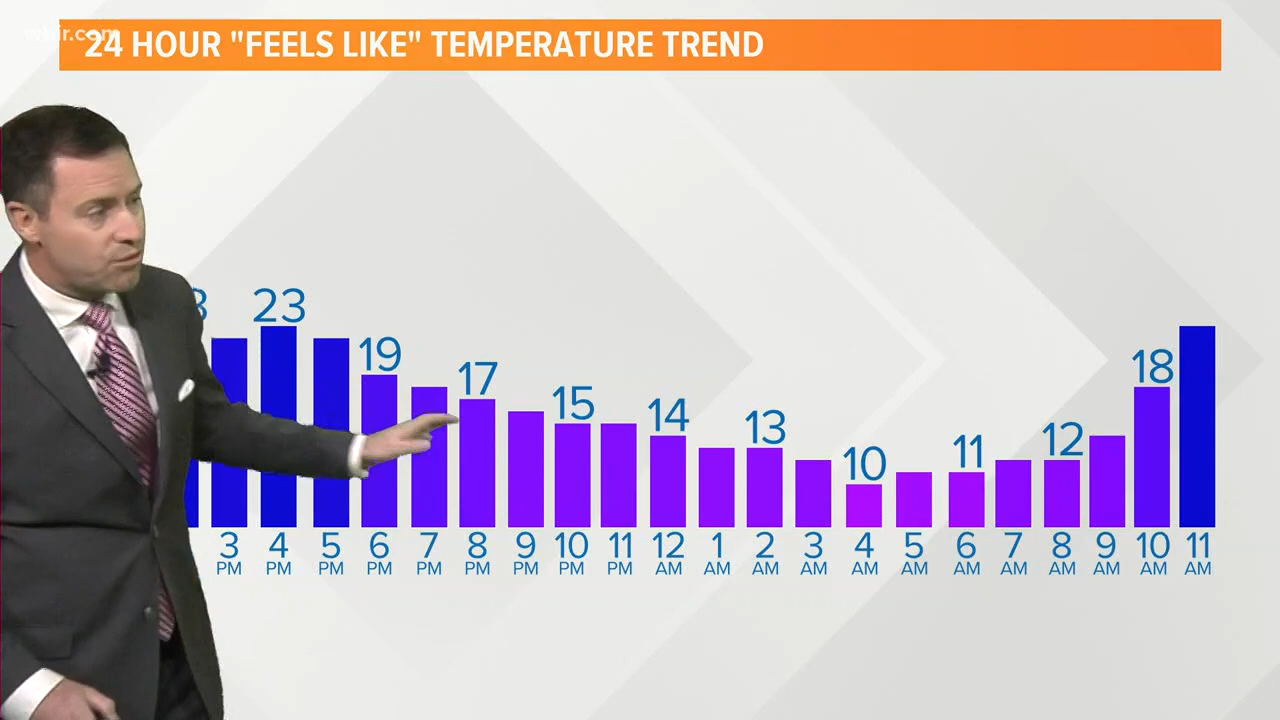 24 HOUR "FEELS LIKE" TEMPERATURE TREND
23 19 17 15 14 13 10 11 12 18
3 4 5 6 7 8 9 10 11 12 1 2 3 4 5 6 7 8 9 10 11
PM PM PM PM PM PM PM PM PM AM AM AM AM AM AM AM AM AM AM AM AM